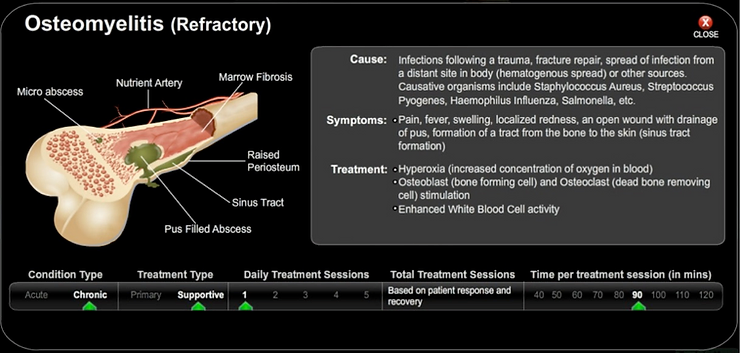 Osteomyelitis (Refractory)
X
CLOSE
Micro abscess
Nutrient Artery
Marrow Fibrosis
Raised
Periosteum
Sinus Tract
Pus Filled Abscess
Cause: Infections following a trauma, fracture repair, spread of infection from
a distant site in body (hematogenous spread) or other sources.
Causative organisms include Staphylococcus Aureus, Streptococcus
Pyogenes, Haemophilus Influenza, Salmonella, etc.
Symptoms: • Pain, fever, swelling, localized redness, an open wound with drainage
of pus, formation of a tract from the bone to the skin (sinus tract
formation)
Treatment: • Hyperoxia (increased concentration of oxygen in blood)
• Osteoblast (bone forming cell) and Osteoclast (dead bone removing
cell) stimulation
• Enhanced White Blood Cell activity
Condition Type
Acute Chronic
Treatment Type
Primary Supportive
Daily Treatment Sessions
1 2 3 4 5
Total Treatment Sessions
Based on patient response and
recovery
Time per treatment session (in mins)
40 50 60 70 80 90 100 110 120